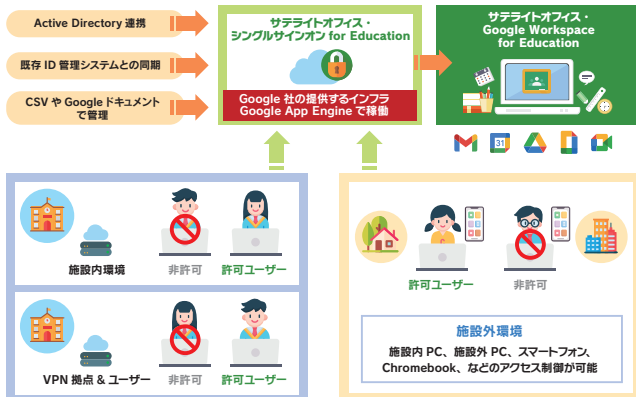 Active Directory 連携
既存 ID 管理システムとの同期
CSV や Google ドキュメント
で管理
サテライトオフィス・
シングルサインオン for Education
Google 社の提供するインフラ
Google App Engine で稼働
サテライトオフィス・
Google Workspace
for Education
31
施設内環境
非許可
許可ユーザー
VPN 拠点 & ユーザー
非許可
許可ユーザー
許可ユーザー
非許可
施設外環境
施設内 PC、施設外 PC、スマートフォン、
Chromebook、などのアクセス制御が可能